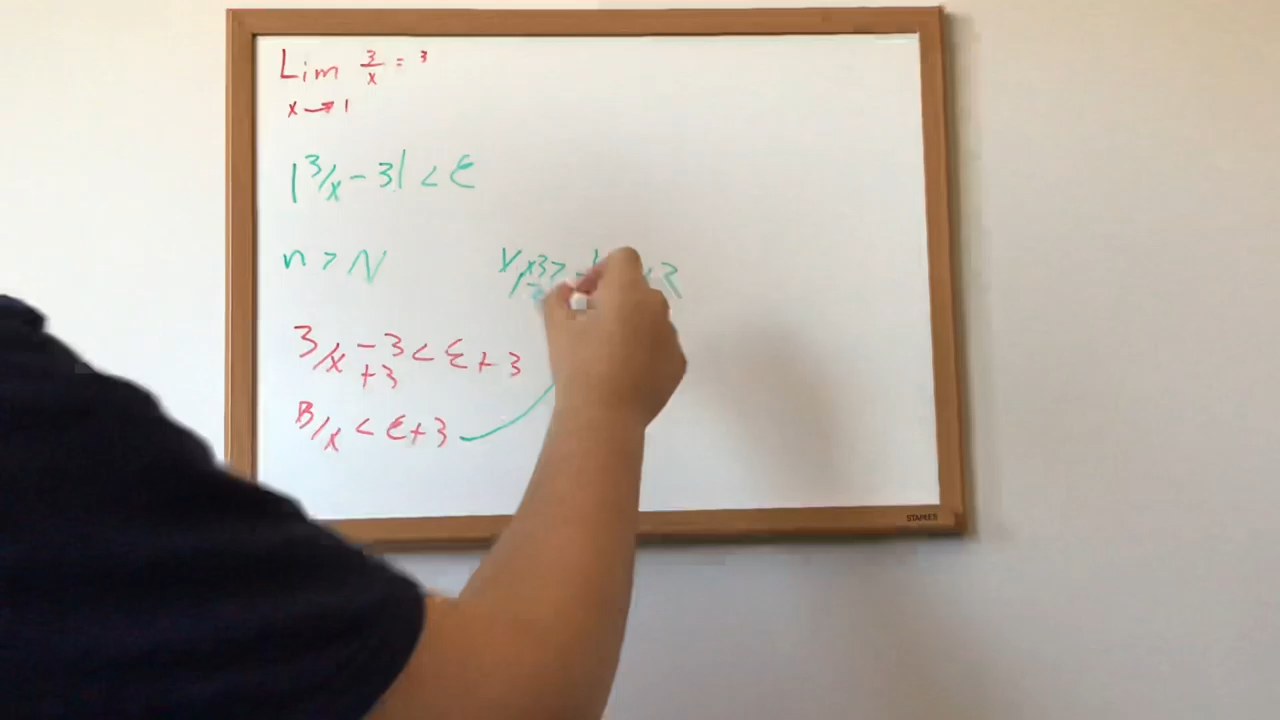 Lim 3/x = 3
x → 1
|3/x - 3| < ε
n > N
3/x - 3 < ε + 3
+3
3/x < ε + 3
STAPLES